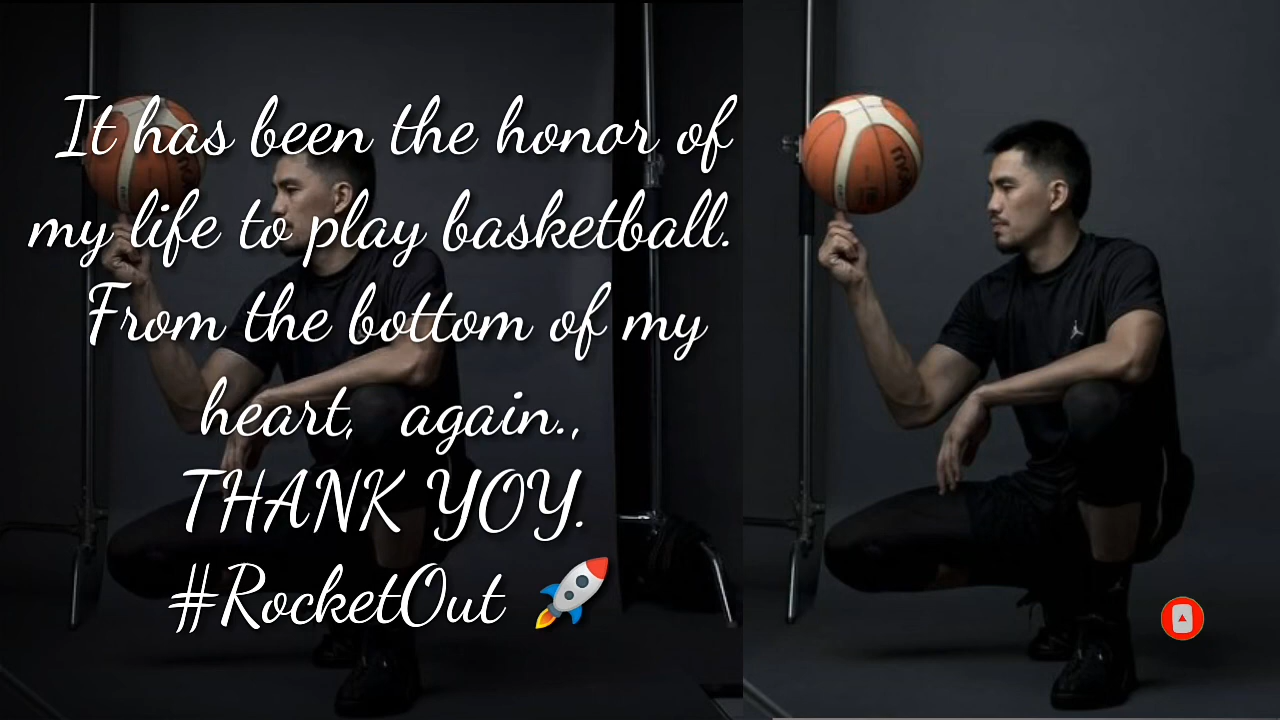 It has been the honor of
my life to play basketball.
From the bottom of my
heart,  again.,
THANK YOY.
#RocketOut 🚀